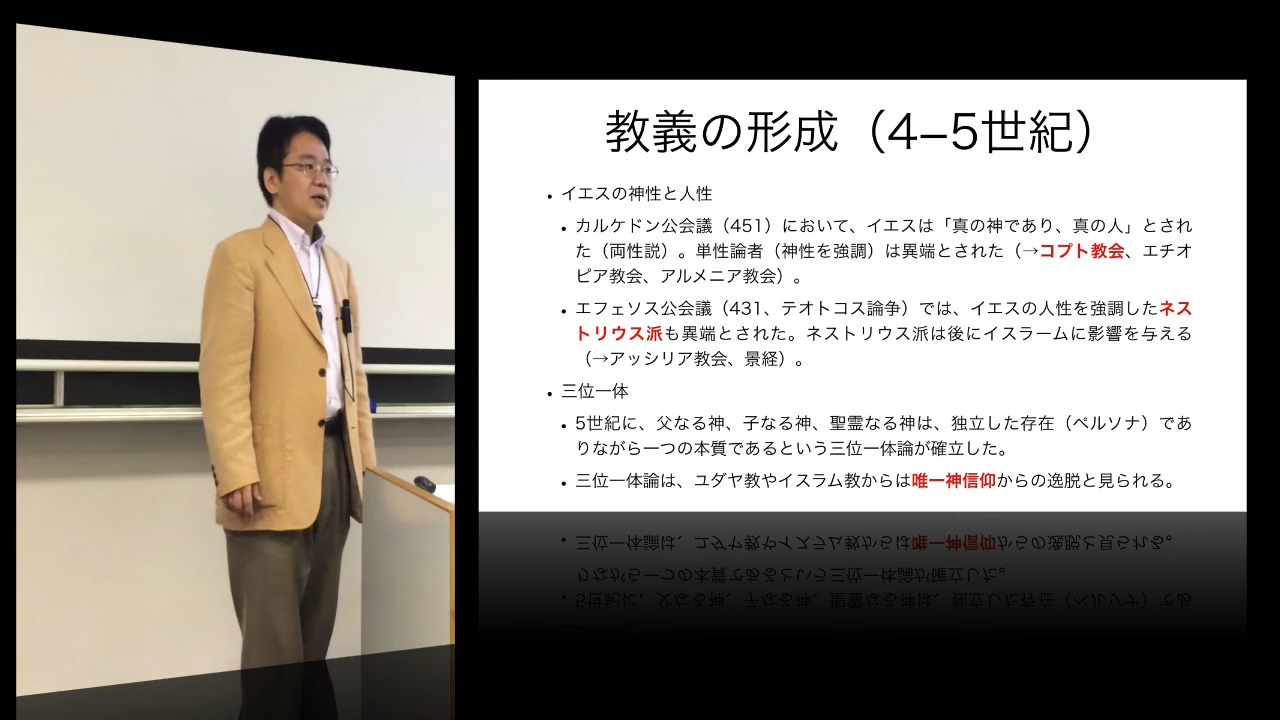 教義の形成（4–5世紀）
• イエスの神性と人性
• カルケドン公会議（451）において、イエスは「真の神であり、真の人」とされ
た（両性説）。単性論者（神性を強調）は異端とされた（→コプト教会、エチオ
ピア教会、アルメニア教会）。
• エフェソス公会議（431、テオトコス論争）では、イエスの人性を強調したネス
トリウス派も異端とされた。ネストリウス派は後にイスラームに影響を与える
（→アッシリア教会、景経）。
• 三位一体
• 5世紀に、父なる神、子なる神、聖霊なる神は、独立した存在（ペルソナ）であ
りながら一つの本質であるという三位一体論が確立した。
• 三位一体論は、ユダヤ教やイスラム教からは唯一神信仰からの逸脱と見られる。